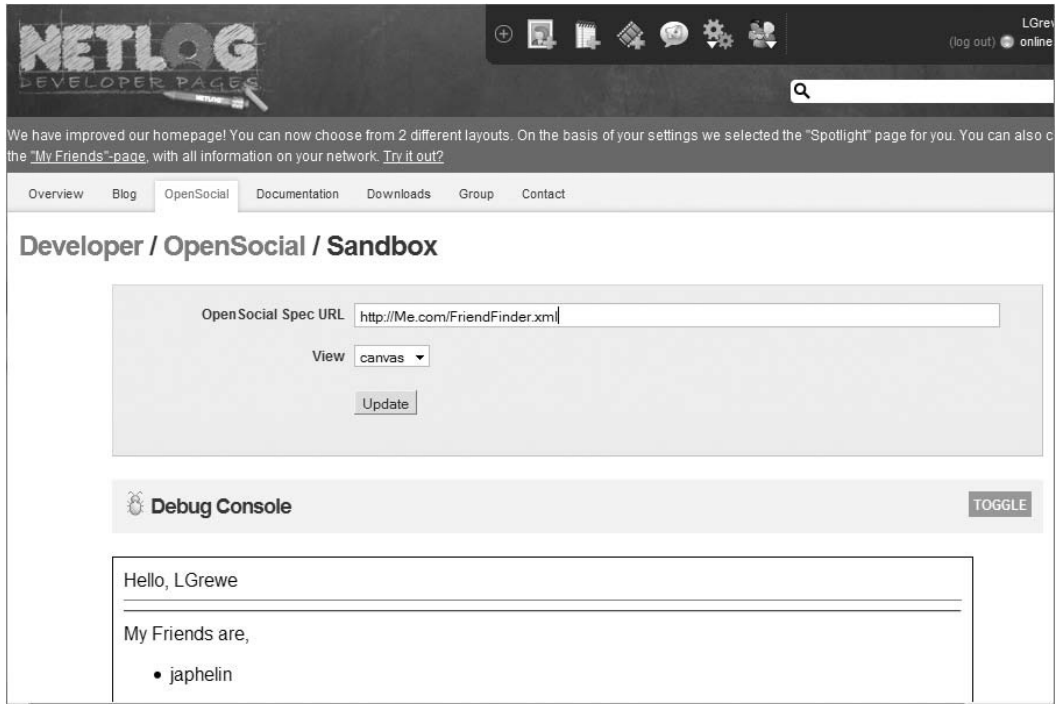 NETLOG
DEVELOPER PAGES
NETLOG
LGrew
(log out) online
We have improved our homepage! You can now choose from 2 different layouts. On the basis of your settings we selected the "Spotlight" page for you. You can also c
the "My Friends"-page, with all information on your network. Try it out?
Overview Blog OpenSocial Documentation Downloads Group Contact
Developer / OpenSocial / Sandbox
OpenSocial Spec URL http://Me.com/FriendFinder.xml
View canvas
Update
Debug Console TOGGLE
Hello, LGrewe
My Friends are,
• japhelin